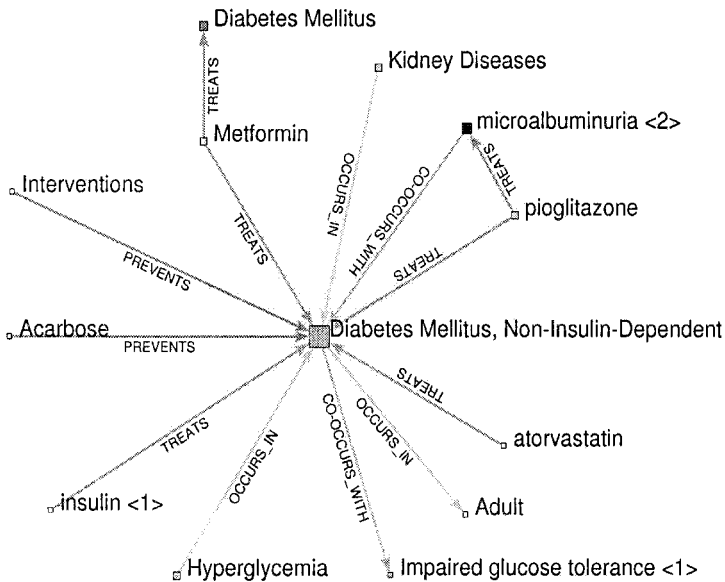 Diabetes Mellitus
Kidney Diseases
TREATS
microalbuminuria <2>
Metformin
OCCURS_IN
CO-OCCURS_WITH
TREATS
Interventions
pioglitazone
TREATS
TREATS
PREVENTS
Acarbose
Diabetes Mellitus, Non-Insulin-Dependent
PREVENTS
TREATS
TREATS
OCCURS_IN
CO-OCCURS_WITH
OCCURS_IN
atorvastatin
insulin <1>
Adult
Hyperglycemia
Impaired glucose tolerance <1>